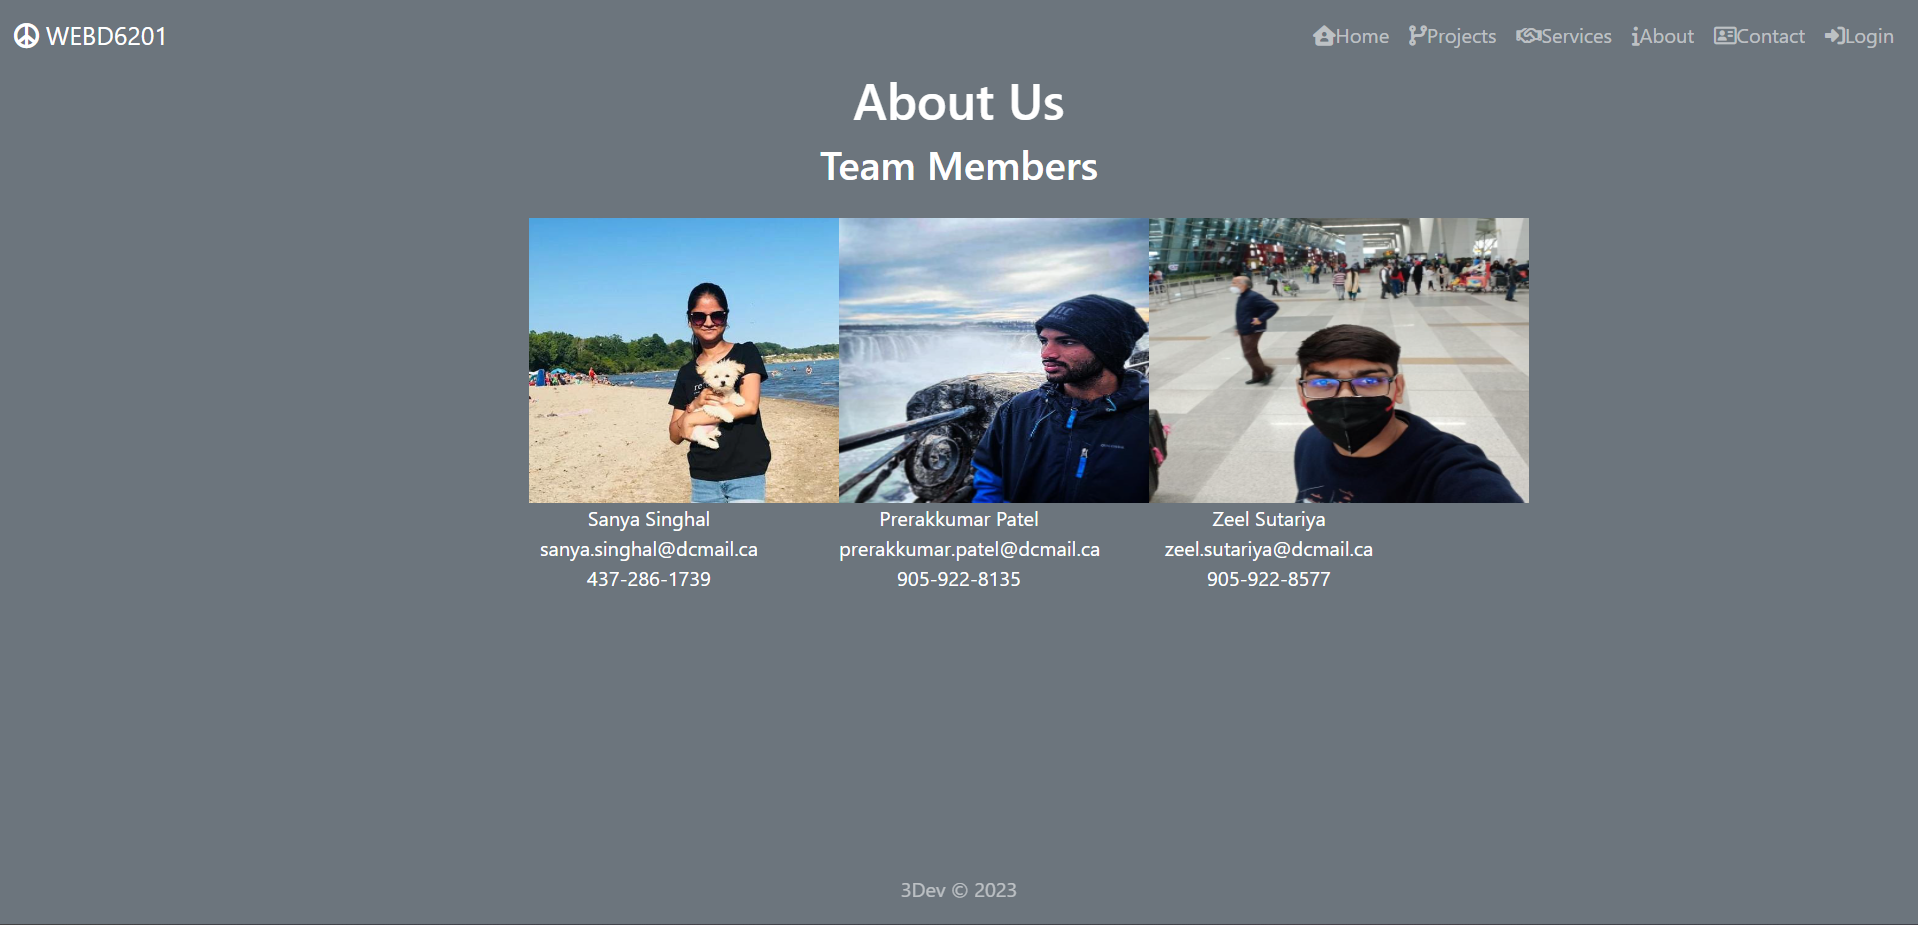 WEBD6201
Home Projects Services About Contact Login
About Us
Team Members
Sanya Singhal
sanya.singhal@dcmail.ca
437-286-1739
Prerakkumar Patel
prerakkumar.patel@dcmail.ca
905-922-8135
Zeel Sutariya
zeel.sutariya@dcmail.ca
905-922-8577
3Dev © 2023